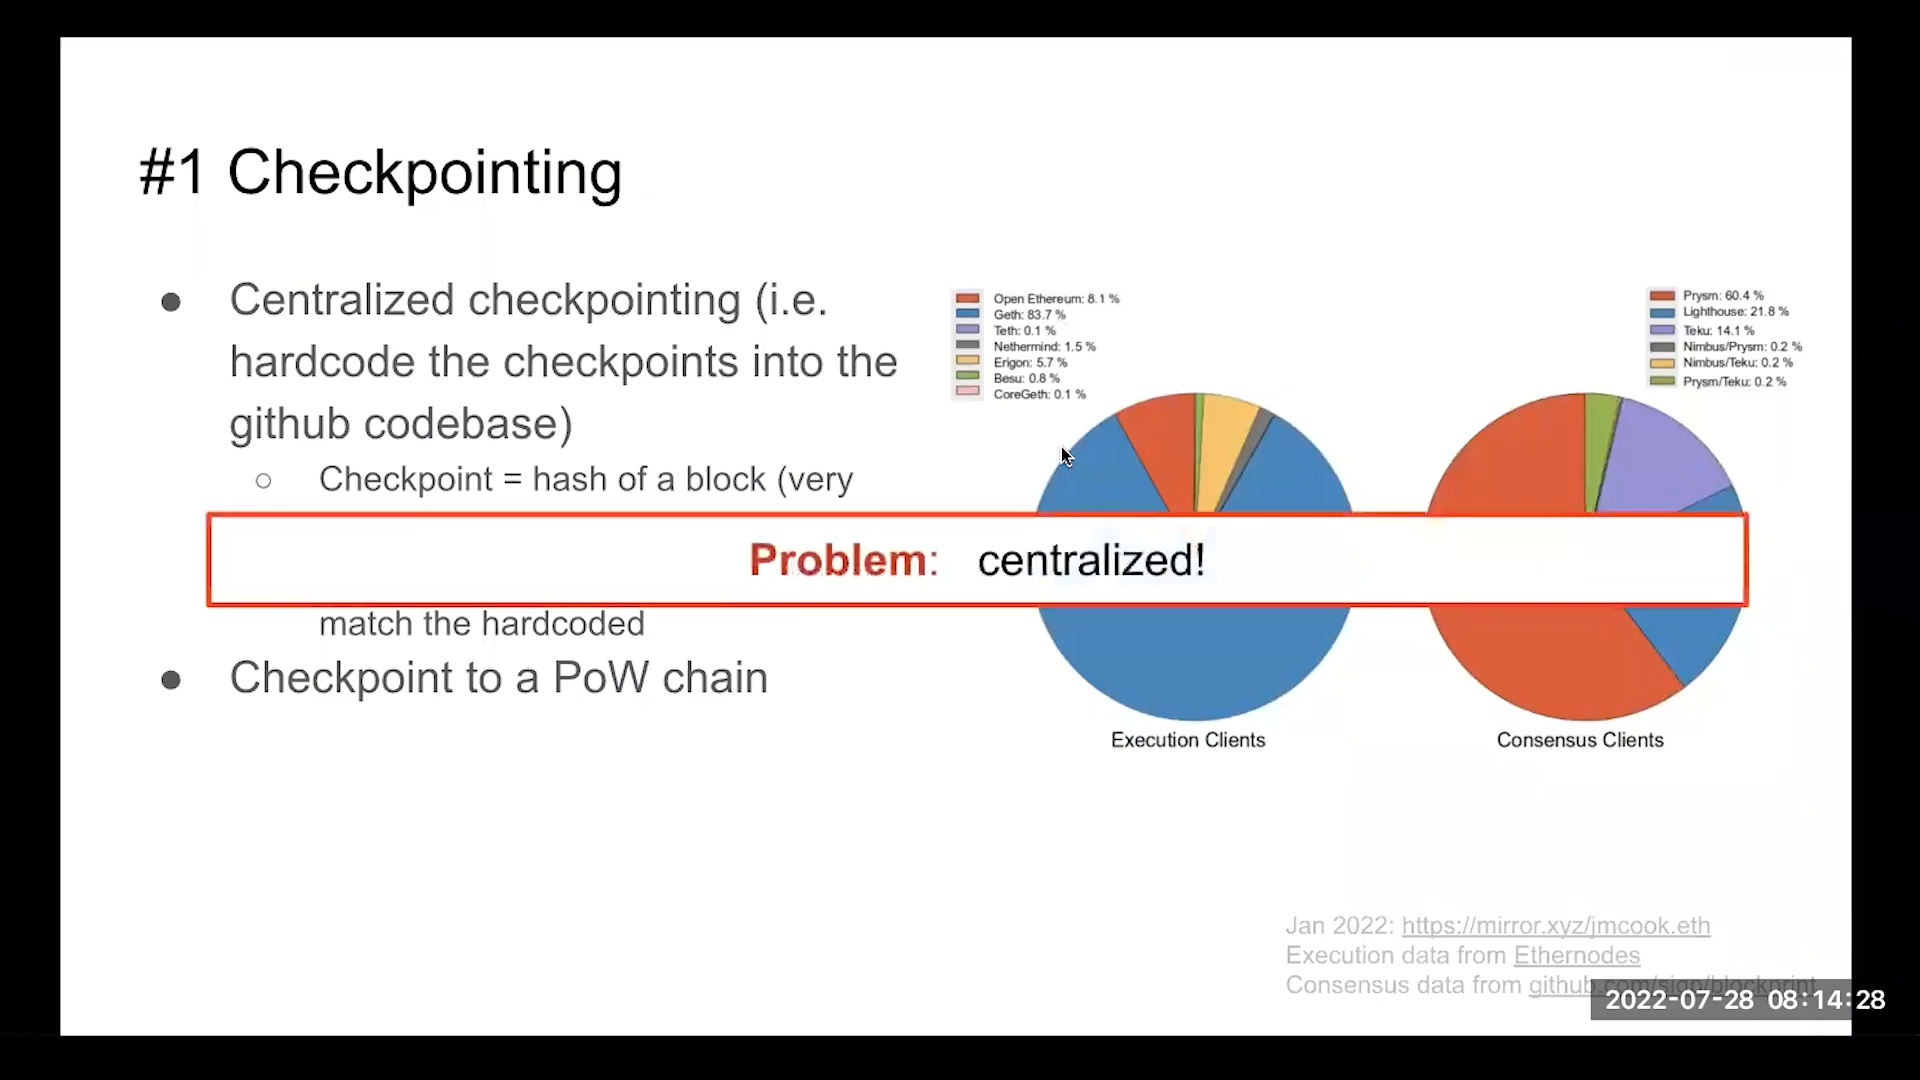 #1 Checkpointing
● Centralized checkpointing (i.e.
hardcode the checkpoints into the
github codebase)
○ Checkpoint = hash of a block (very
Problem: centralized!
match the hardcoded
● Checkpoint to a PoW chain
Open Ethereum: 8.1 %
Geth: 83.7 %
Teth: 0.1 %
Nethermind: 1.5 %
Erigon: 5.7 %
Besu: 0.8 %
CoreGeth: 0.1 %
Execution Clients
Prysm: 60.4 %
Lighthouse: 21.8 %
Teku: 14.1 %
Nimbus/Prysm: 0.2 %
Nimbus/Teku: 0.2 %
Prysm/Teku: 0.2 %
Consensus Clients
Jan 2022: https://mirror.xyz/jmcook.eth
Execution data from Ethernodes
Consensus data from github.com/sigp/blockprint
2022-07-28 08:14:28